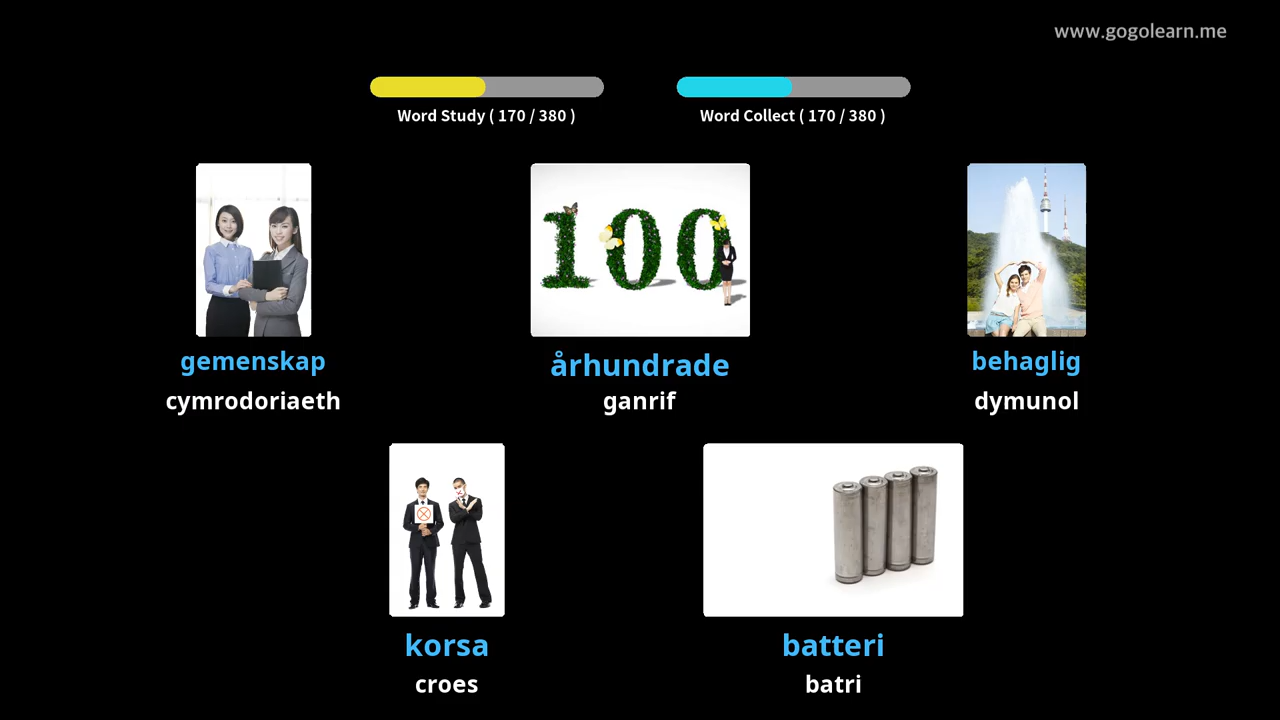 www.gogolearn.me
Word Study ( 170 / 380 )
Word Collect ( 170 / 380 )
100
gemenskap
cymrodoriaeth
århundrade
ganrif
behaglig
dymunol
korsa
croes
batteri
batri